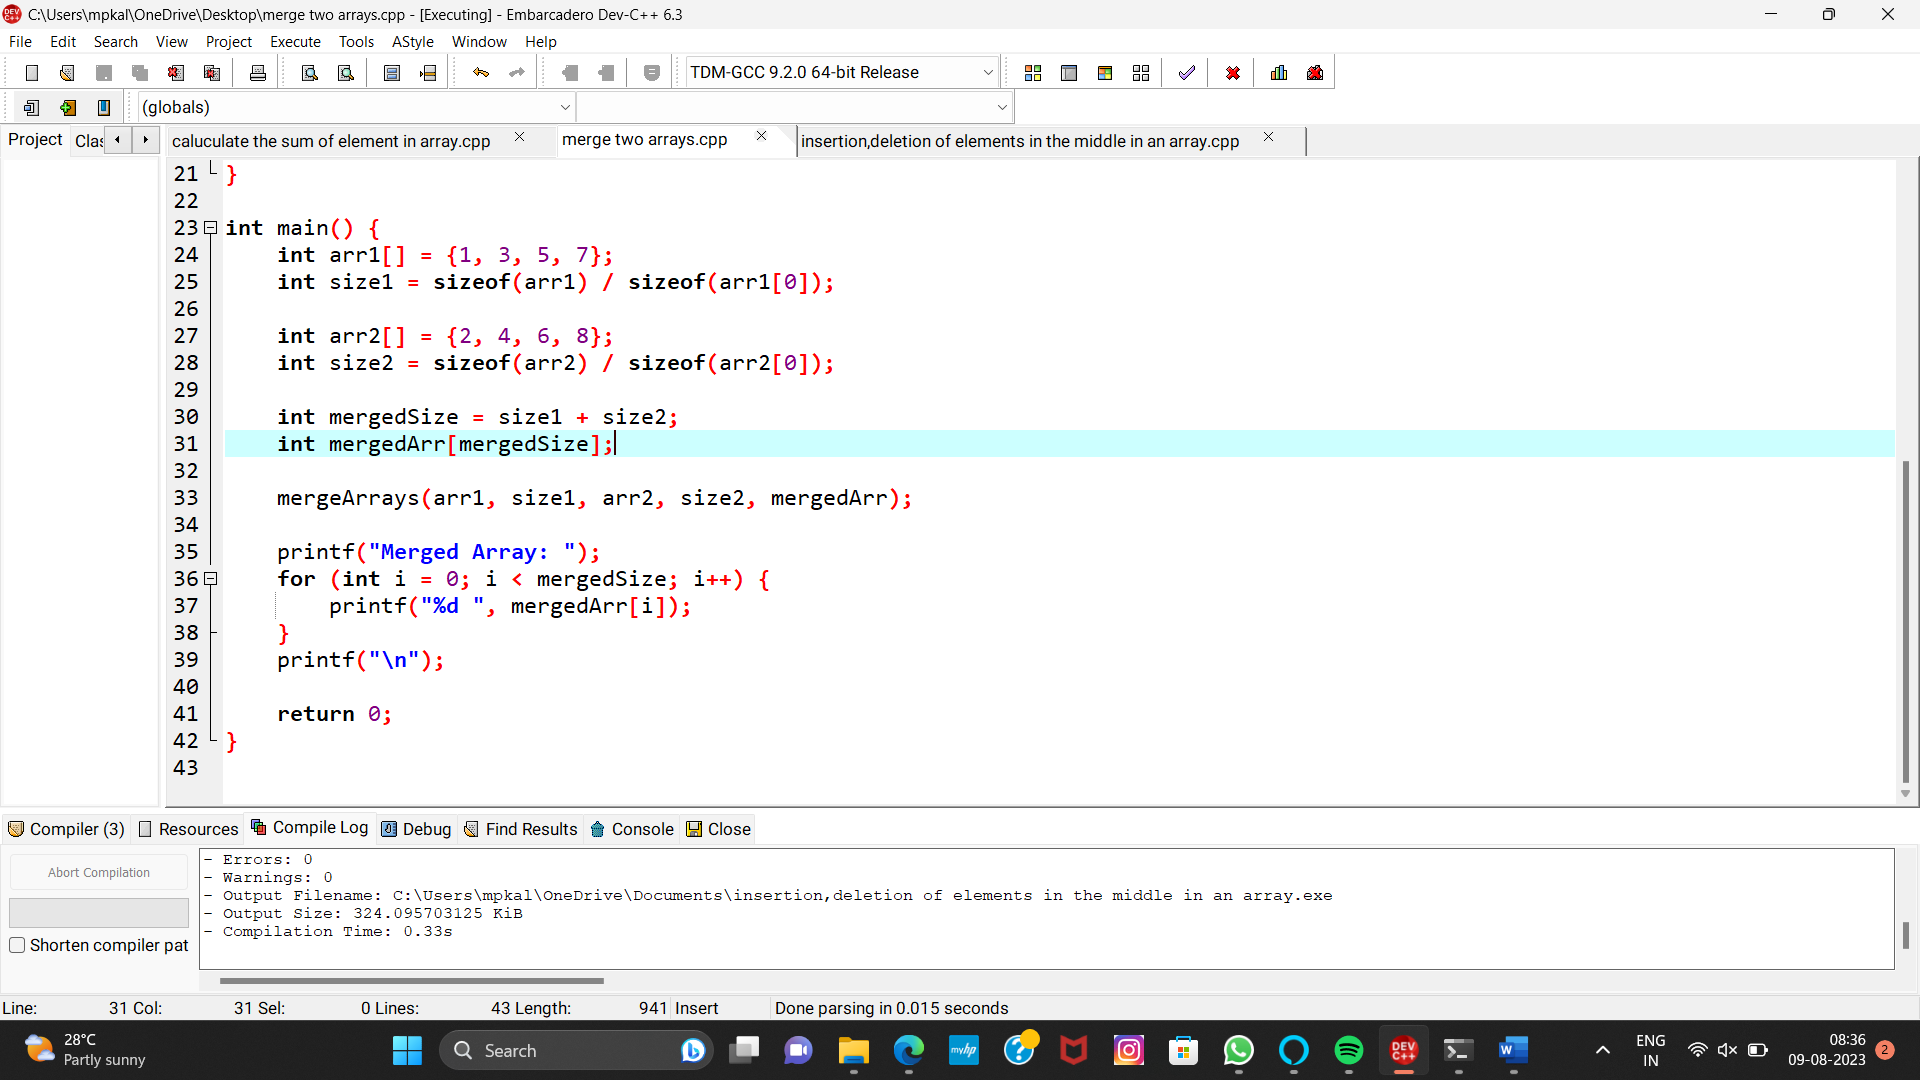 C:\Users\mpkal\OneDrive\Desktop\merge two arrays.cpp - [Executing] - Embarcadero Dev-C++ 6.3
File Edit Search View Project Execute Tools AStyle Window Help
TDM-GCC 9.2.0 64-bit Release
(globals)
Project Clas caluculate the sum of element in array.cpp merge two arrays.cpp insertion,deletion of elements in the middle in an array.cpp
21 }
22
23 int main() {
24 int arr1[] = {1, 3, 5, 7};
25 int size1 = sizeof(arr1) / sizeof(arr1[0]);
26
27 int arr2[] = {2, 4, 6, 8};
28 int size2 = sizeof(arr2) / sizeof(arr2[0]);
29
30 int mergedSize = size1 + size2;
31 int mergedArr[mergedSize];
32
33 mergeArrays(arr1, size1, arr2, size2, mergedArr);
34
35 printf("Merged Array: ");
36 for (int i = 0; i < mergedSize; i++) {
37 printf("%d ", mergedArr[i]);
38 }
39 printf("\n");
40
41 return 0;
42 }
43
Compiler (3) Resources Compile Log Debug Find Results Console Close
Abort Compilation
Shorten compiler pat
- Errors: 0
- Warnings: 0
- Output Filename: C:\Users\mpkal\OneDrive\Documents\insertion,deletion of elements in the middle in an array.exe
- Output Size: 324.095703125 KiB
- Compilation Time: 0.33s
Line: 31 Col: 31 Sel: 0 Lines: 43 Length: 941 Insert Done parsing in 0.015 seconds
28°C
Partly sunny
Search
myhp
DEV
C++
W
ENG
IN
08:36
09-08-2023
2